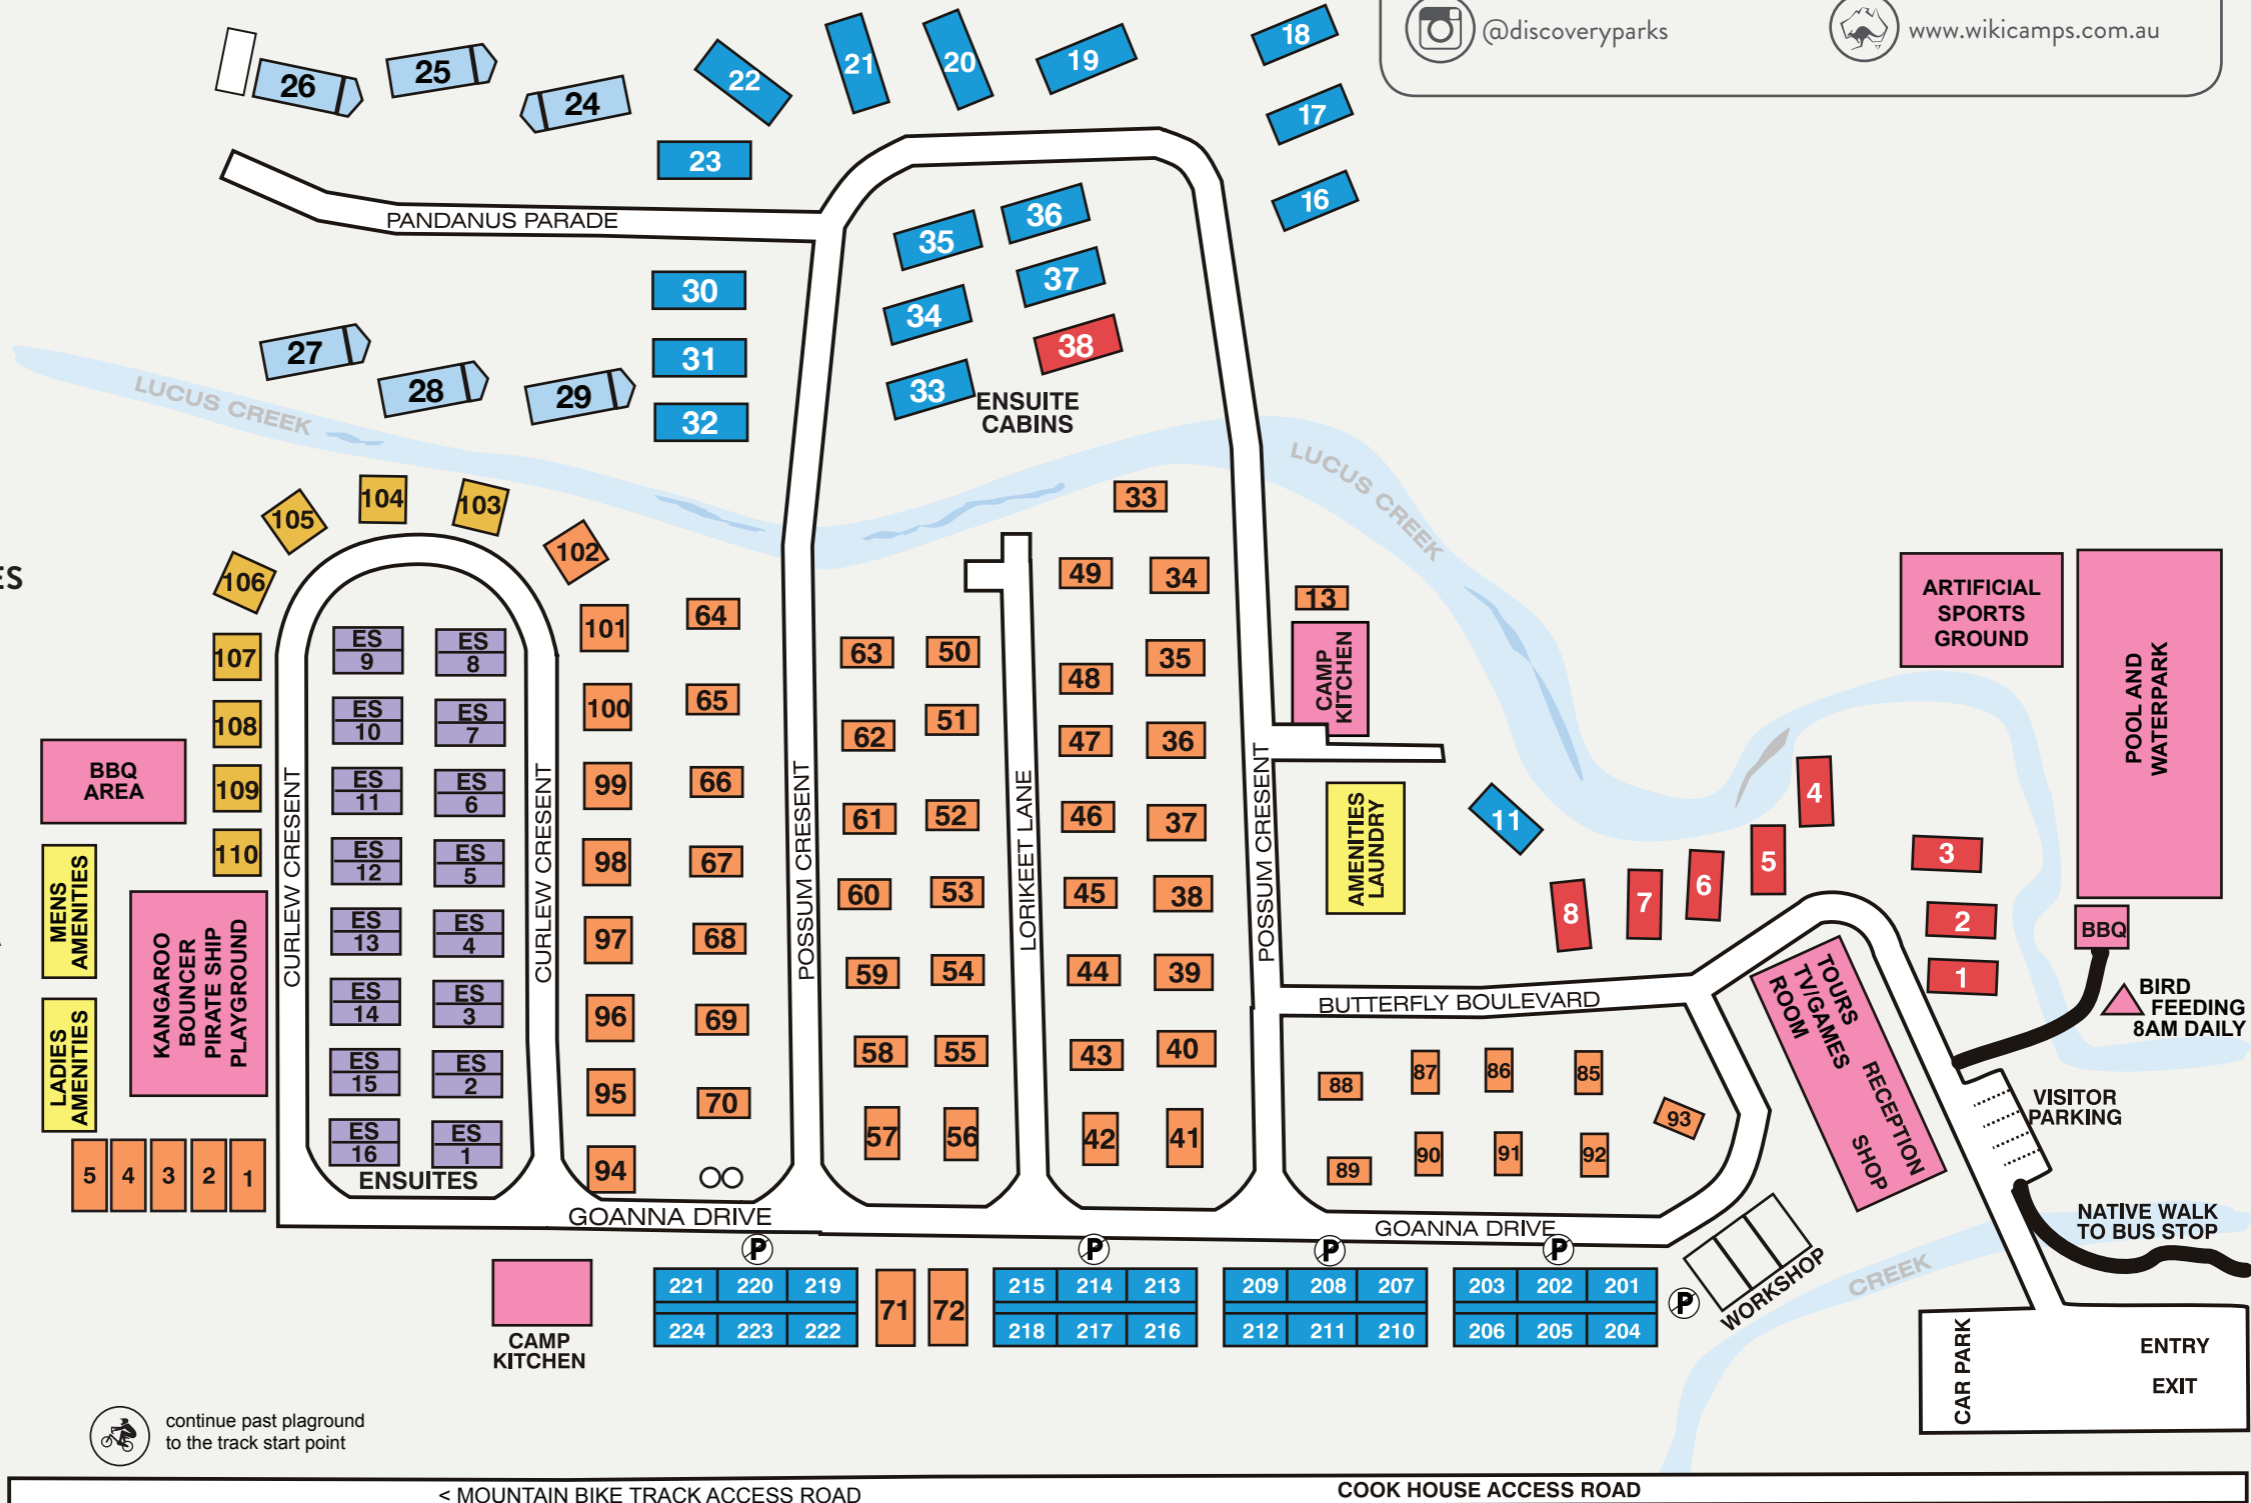 @discoveryparks
www.wikicamps.com.au
26
25
24
22
21
20
19
18
17
16
23
PANDANUS PARADE
35
36
37
34
38
33
ENSUITE
CABINS
30
31
32
27
28
29
LUCUS CREEK
LUCUS CREEK
ES
106
105
104
103
102
107
108
109
110
BBQ
AREA
MENS
AMENITIES
LADIES
AMENITIES
KANGAROO
BOUNCER
PIRATE SHIP
PLAYGROUND
5
4
3
2
1
CURLEW CRESENT
ES
9
ES
8
ES
10
ES
7
ES
11
ES
6
ES
12
ES
5
ES
13
ES
4
ES
14
ES
3
ES
15
ES
2
ES
16
ES
1
ENSUITES
CURLEW CRESENT
101
100
99
98
97
96
95
94
64
65
66
67
68
69
70
POSSUM CRESENT
63
50
62
51
61
52
60
53
59
54
58
55
57
56
LORIKEET LANE
33
49
34
48
35
47
36
46
37
45
38
44
39
43
40
42
41
POSSUM CRESENT
13
CAMP
KITCHEN
AMENITIES
LAUNDRY
11
8
7
6
5
4
3
2
1
ARTIFICIAL
SPORTS
GROUND
POOL AND
WATERPARK
BBQ
BIRD
FEEDING
8AM DAILY
BUTTERFLY BOULEVARD
88
87
86
85
93
89
90
91
92
TOURS
TV/GAMES
ROOM
RECEPTION
SHOP
VISITOR
PARKING
NATIVE WALK
TO BUS STOP
GOANNA DRIVE
GOANNA DRIVE
P
P
P
P
P
CAMP
KITCHEN
221 220 219
224 223 222
71
72
215 214 213
218 217 216
209 208 207
212 211 210
203 202 201
206 205 204
WORKSHOP
CREEK
CAR PARK
ENTRY
EXIT
continue past plaground
to the track start point
< MOUNTAIN BIKE TRACK ACCESS ROAD
COOK HOUSE ACCESS ROAD